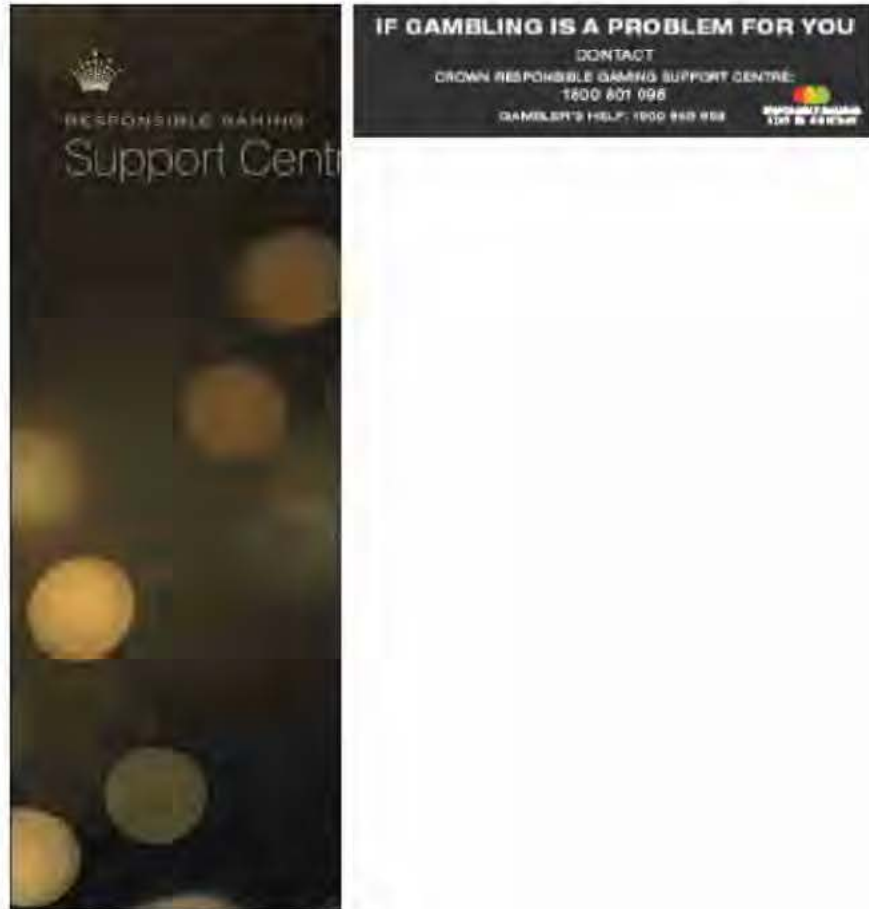 RESPONSIBLE GAMING
Support Cent
IF GAMBLING IS A PROBLEM FOR YOU
CONTACT
CROWN RESPONSIBLE GAMING SUPPORT CENTRE:
1800 801 098
GAMBLER'S HELP: